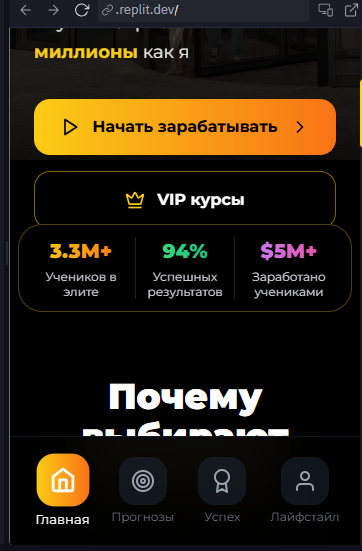 .replit.dev/
миллионы как я
Начать зарабатывать
VIP курсы
3.3M+
94%
$5M+
Учеников в
элите
Успешных
результатов
Заработано
учениками
Почему
выбирают
Главная
Прогнозы
Успех
Лайфстайл